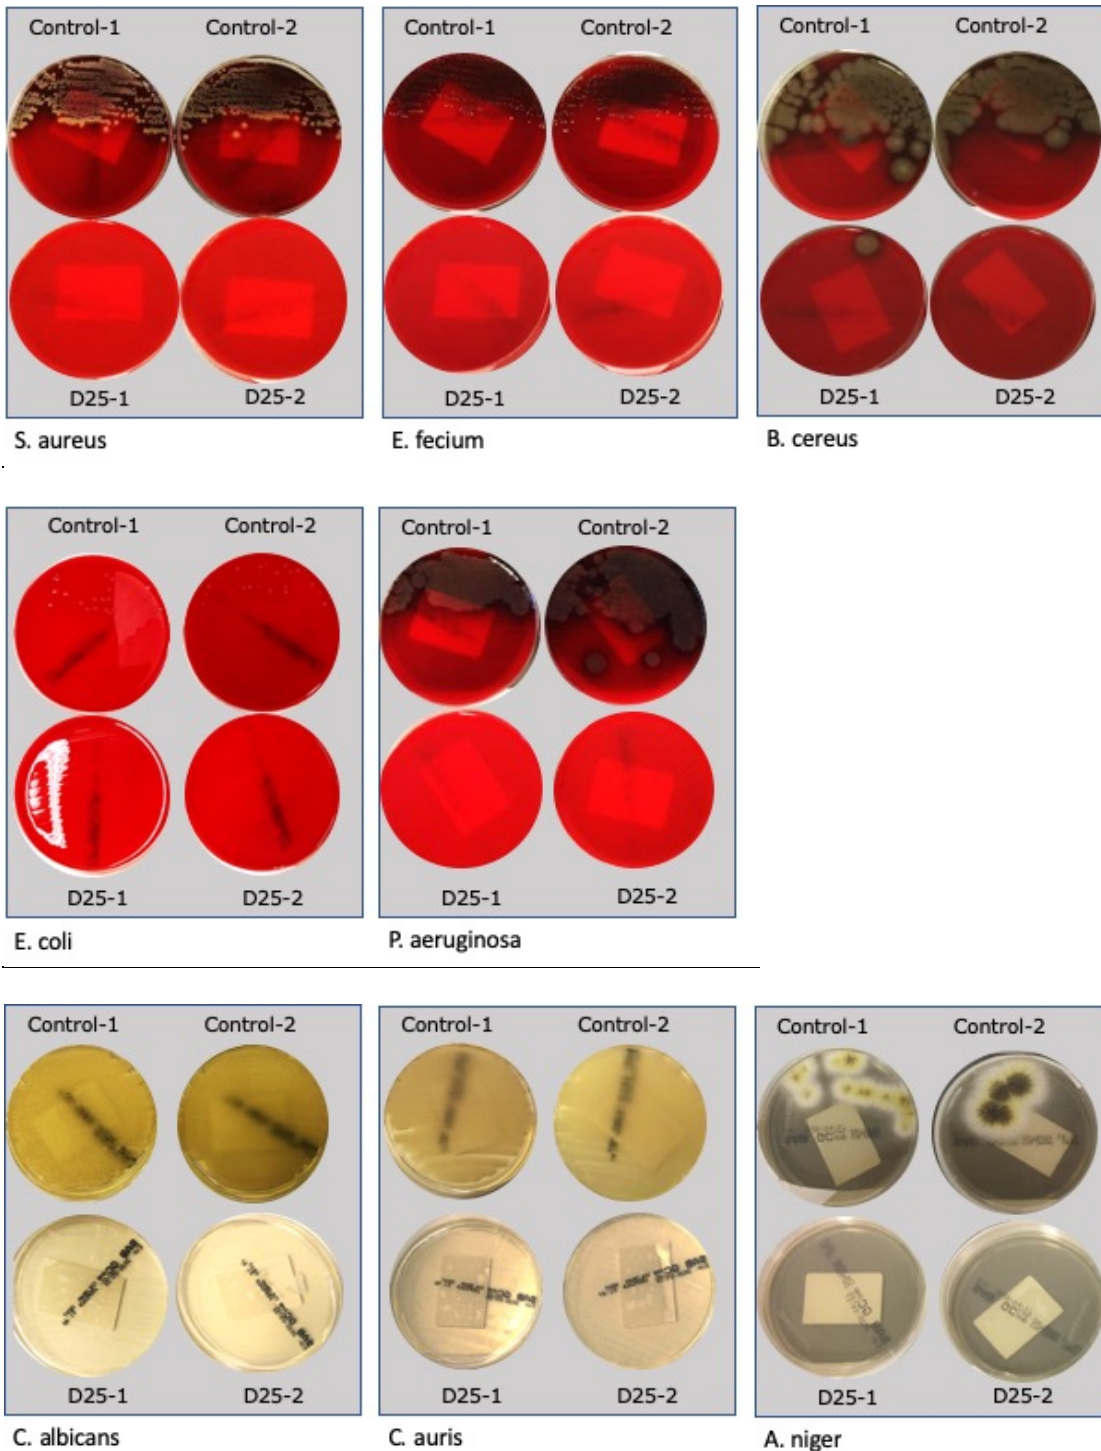 Control-1 Control-2
D25-1 D25-2
S. aureus
Control-1 Control-2
D25-1 D25-2
E. fecium
Control-1 Control-2
D25-1 D25-2
B. cereus
Control-1 Control-2
D25-1 D25-2
E. coli
Control-1 Control-2
D25-1 D25-2
P. aeruginosa
Control-1 Control-2
D25-1 D25-2
C. albicans
Control-1 Control-2
D25-1 D25-2
C. auris
Control-1 Control-2
D25-1 D25-2
A. niger